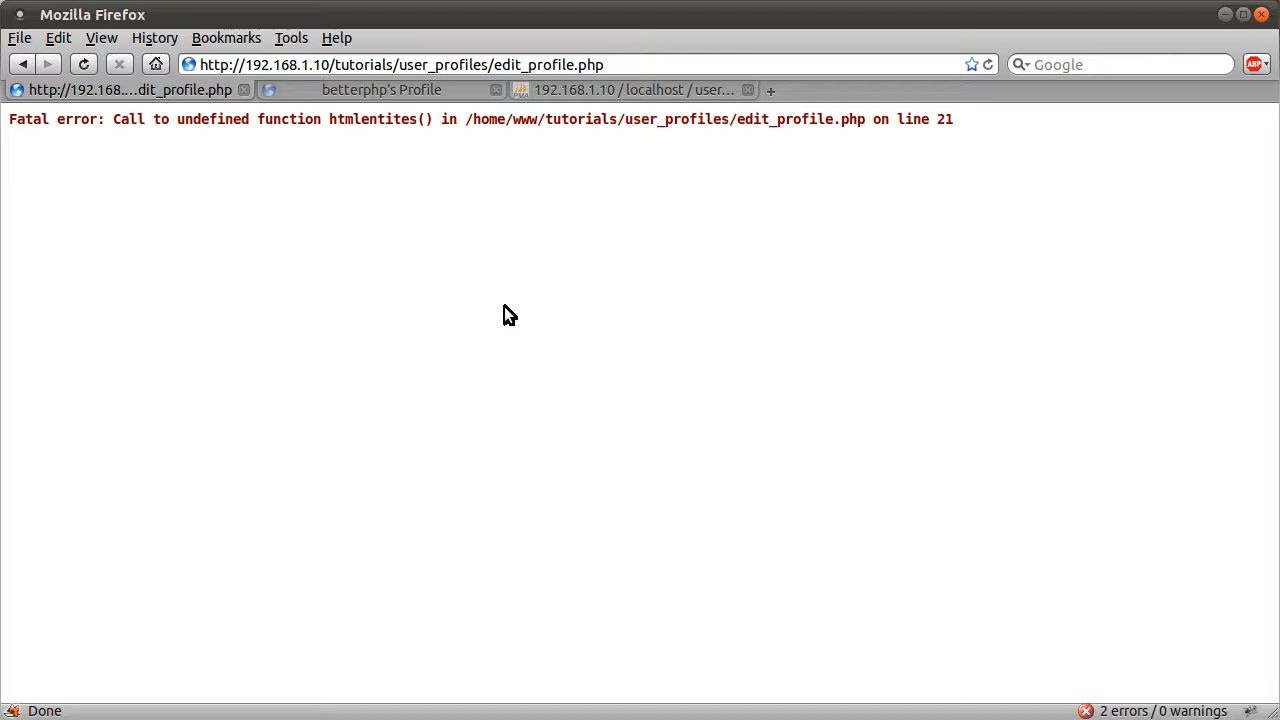 Mozilla Firefox
File Edit View History Bookmarks Tools Help
http://192.168.1.10/tutorials/user_profiles/edit_profile.php
Google
ABP
http://192.168....dit_profile.php
betterphp's Profile
PMA 192.168.1.10 / localhost / user...
Fatal error: Call to undefined function htmlentites() in /home/www/tutorials/user_profiles/edit_profile.php on line 21
Done
2 errors / 0 warnings